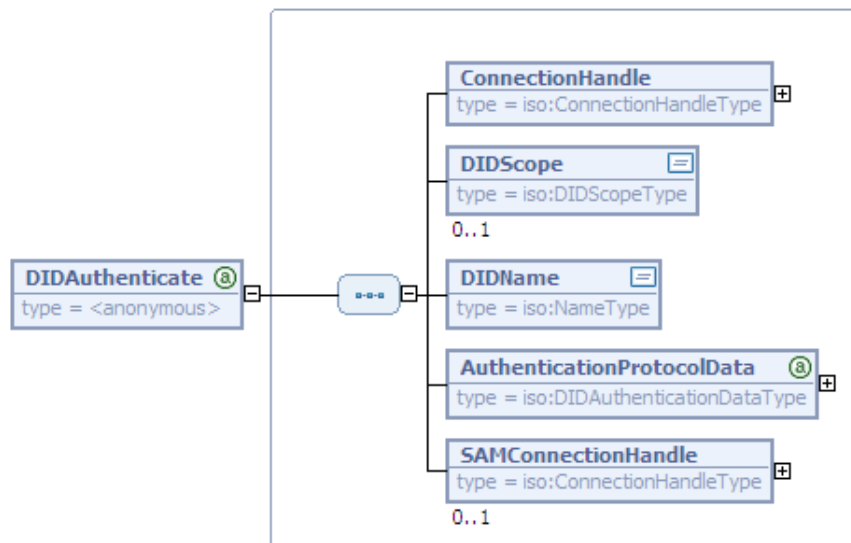 ConnectionHandle
type = iso:ConnectionHandleType
DIDScope
type = iso:DIDScopeType
0..1
DIDAuthenticate a
type = <anonymous>
DIDName
type = iso:NameType
AuthenticationProtocolData a
type = iso:DIDAuthenticationDataType
SAMConnectionHandle
type = iso:ConnectionHandleType
0..1